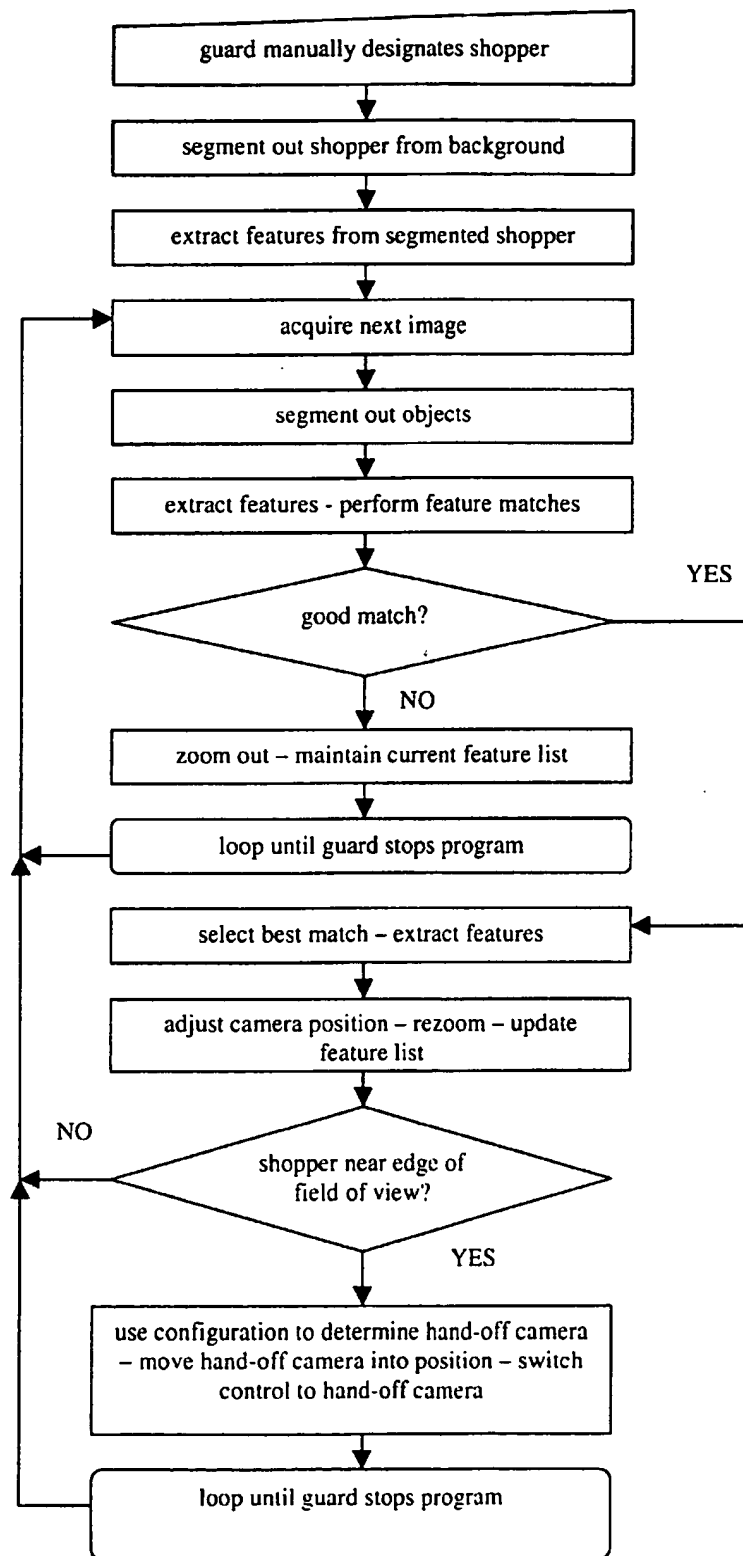 guard manually designates shopper
segment out shopper from background
extract features from segmented shopper
acquire next image
segment out objects
extract features - perform feature matches
YES
good match?
NO
zoom out – maintain current feature list
loop until guard stops program
select best match – extract features
adjust camera position – rezoom – update
feature list
NO
shopper near edge of
field of view?
YES
use configuration to determine hand-off camera
– move hand-off camera into position – switch
control to hand-off camera
loop until guard stops program